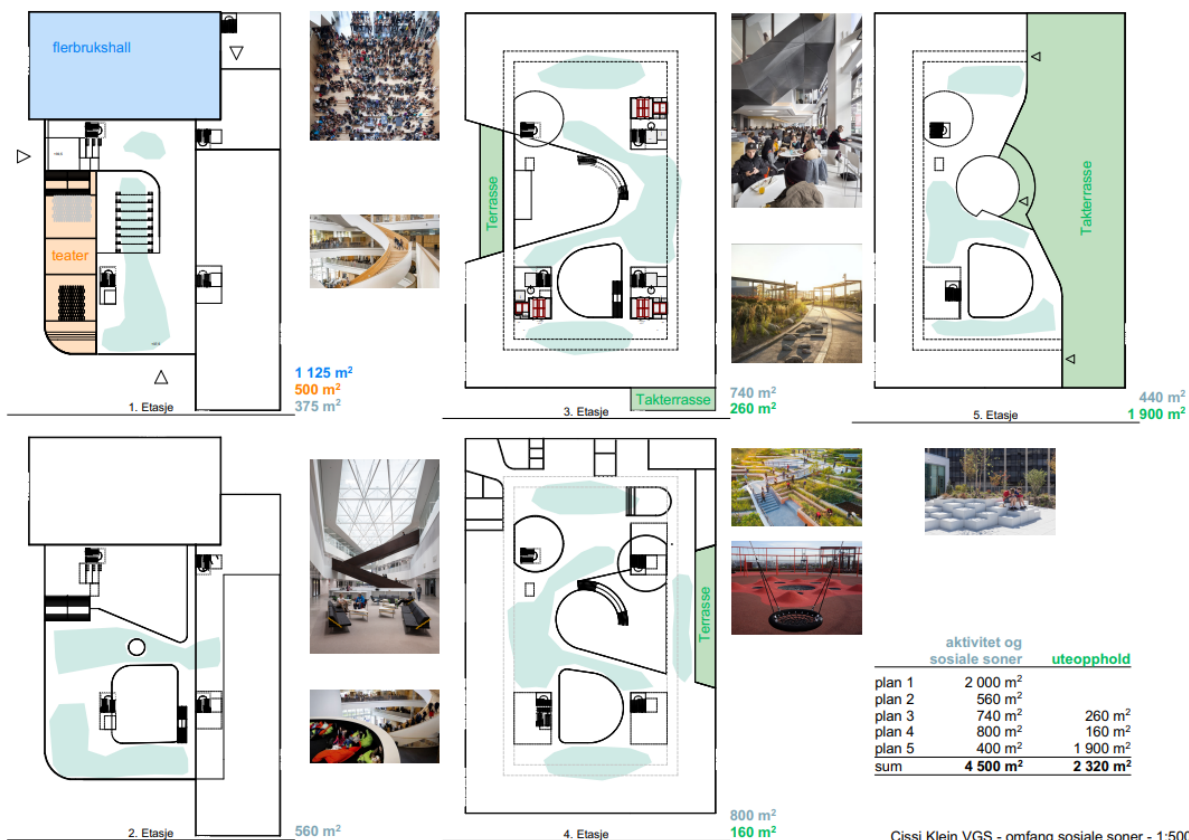 flerbrukshall
teater
1 125 m²
500 m²
375 m²
1. Etasje
Terrasse
Takterrasse
740 m²
260 m²
3. Etasje
Takterrasse
440 m²
1 900 m²
5. Etasje
560 m²
2. Etasje
Terrasse
800 m²
160 m²
4. Etasje
aktivitet og
sosiale soner uteopphold
plan 1 2 000 m²
plan 2 560 m²
plan 3 740 m² 260 m²
plan 4 800 m² 160 m²
plan 5 400 m² 1 900 m²
sum 4 500 m² 2 320 m²
Cissi Klein VGS - omfang sosiale soner - 1:500